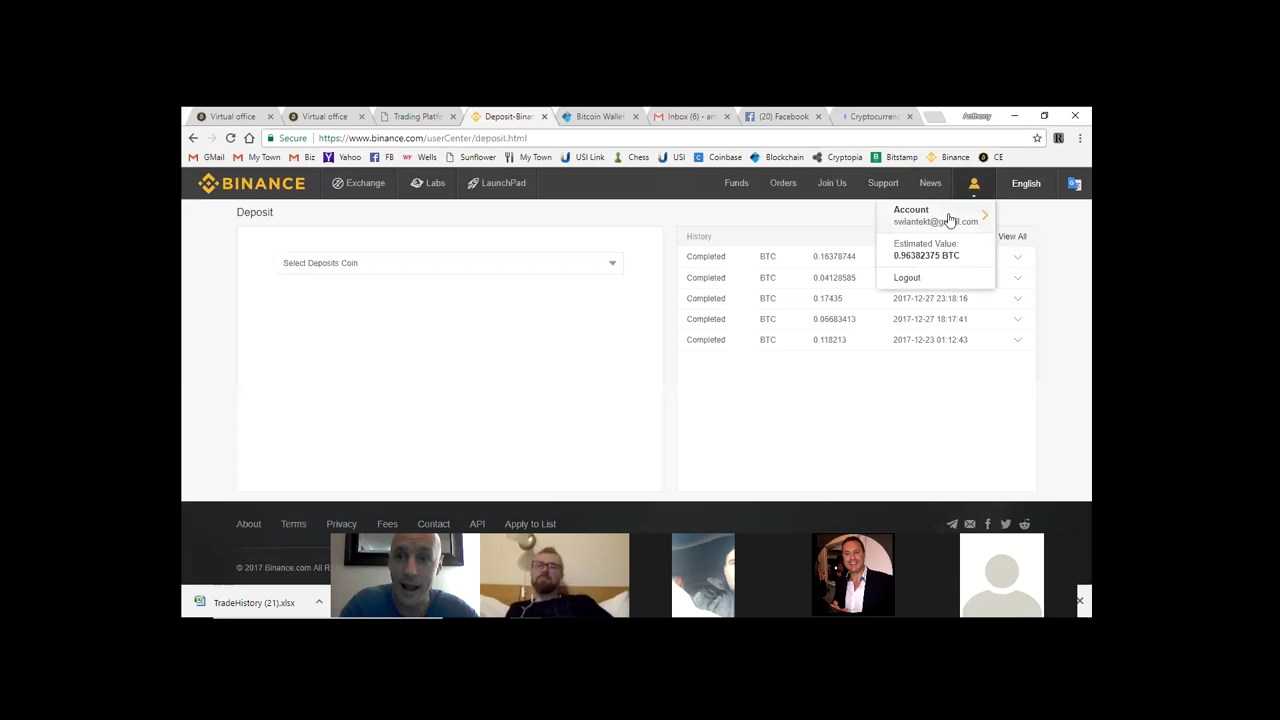 Virtual office
Virtual office
Trading Platfo
Deposit-Binan
Bitcoin Wallet
Inbox (6) - an
(20) Facebook
Cryptocurrenc
Anthony
Secure
https://www.binance.com/userCenter/deposit.html
GMail
My Town
Biz
Yahoo
FB
WF Wells
Sunflower
My Town
USI Link
Chess
USI
Coinbase
Blockchain
Cryptopia
Bitstamp
Binance
CE
BINANCE
Exchange
Labs
LaunchPad
Funds
Orders
Join Us
Support
News
English
Deposit
Account
swiantekt@g
.com
Select Deposits Coin
History
View All
Estimated Value:
0.96382375 BTC
Logout
Completed BTC 0.16378744
Completed BTC 0.04128585
Completed BTC 0.17435 2017-12-27 23:18:16
Completed BTC 0.06683413 2017-12-27 18:17:41
Completed BTC 0.118213 2017-12-23 01:12:43
About
Terms
Privacy
Fees
Contact
API
Apply to List
© 2017 Binance.com All R
TradeHistory (21).xlsx